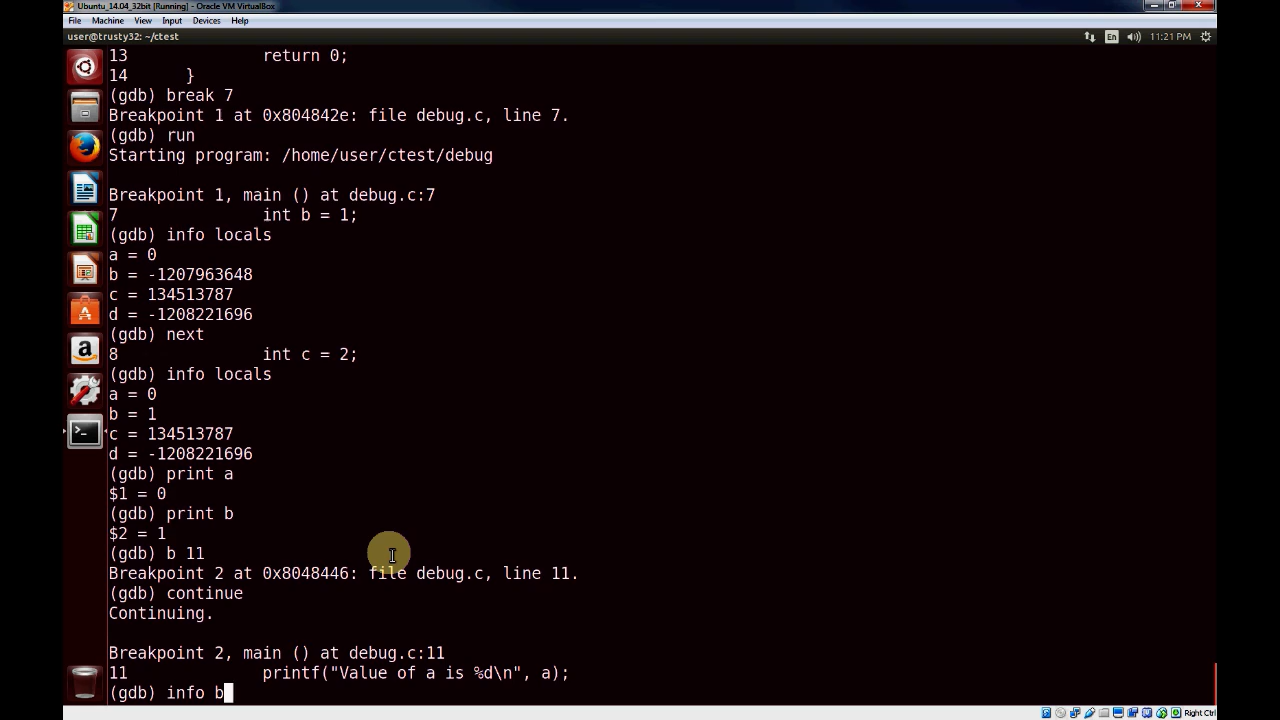 Ubuntu_14.04_32bit [Running] - Oracle VM VirtualBox
File Machine View Input Devices Help
user@trusty32: ~/ctest
En
11:21 PM
13 return 0;
14 }
(gdb) break 7
Breakpoint 1 at 0x804842e: file debug.c, line 7.
(gdb) run
Starting program: /home/user/ctest/debug
Breakpoint 1, main () at debug.c:7
7 int b = 1;
(gdb) info locals
a = 0
b = -1207963648
c = 134513787
d = -1208221696
(gdb) next
8 int c = 2;
(gdb) info locals
a = 0
b = 1
c = 134513787
d = -1208221696
(gdb) print a
$1 = 0
(gdb) print b
$2 = 1
(gdb) b 11
Breakpoint 2 at 0x8048446: file debug.c, line 11.
(gdb) continue
Continuing.
Breakpoint 2, main () at debug.c:11
11 printf("Value of a is %d\n", a);
(gdb) info b
Right Ctrl